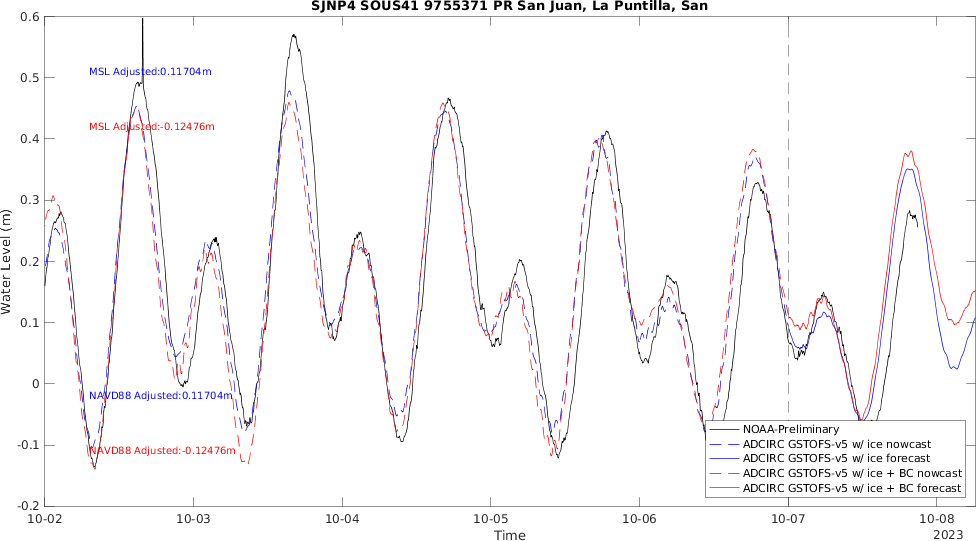 SJNP4 SOUS41 9755371 PR San Juan, La Puntilla, San
0.6
0.5
0.4
0.3
0.2
0.1
0
-0.1
-0.2
Water Level (m)
MSL Adjusted:0.11704m
MSL Adjusted:-0.12476m
NAVD88 Adjusted:0.11704m
NAVD88 Adjusted:-0.12476m
NOAA-Preliminary
ADCIRC GSTOFS-v5 w/ ice nowcast
ADCIRC GSTOFS-v5 w/ ice forecast
ADCIRC GSTOFS-v5 w/ ice + BC nowcast
ADCIRC GSTOFS-v5 w/ ice + BC forecast
10-02 10-03 10-04 10-05 10-06 10-07 10-08
Time
2023